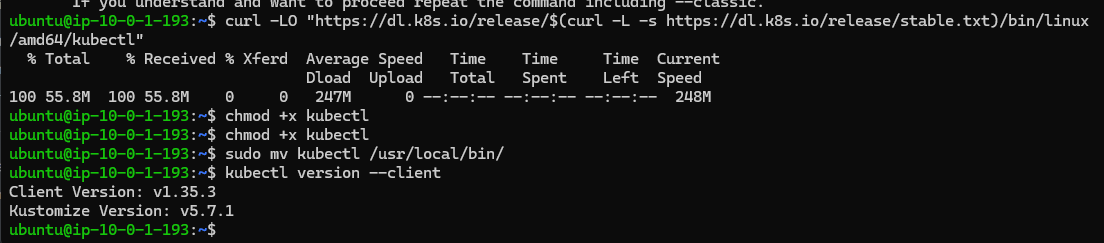 If you understand and want to proceed repeat the command including --classic.
ubuntu@ip-10-0-1-193:~$ curl -LO "https://dl.k8s.io/release/$(curl -L -s https://dl.k8s.io/release/stable.txt)/bin/linux
/amd64/kubectl"
% Total % Received % Xferd Average Speed Time Time Time Current
Dload Upload Total Spent Left Speed
100 55.8M 100 55.8M 0 0 247M 0 --:--:-- --:--:-- --:--:-- 248M
ubuntu@ip-10-0-1-193:~$ chmod +x kubectl
ubuntu@ip-10-0-1-193:~$ chmod +x kubectl
ubuntu@ip-10-0-1-193:~$ sudo mv kubectl /usr/local/bin/
ubuntu@ip-10-0-1-193:~$ kubectl version --client
Client Version: v1.35.3
Kustomize Version: v5.7.1
ubuntu@ip-10-0-1-193:~$